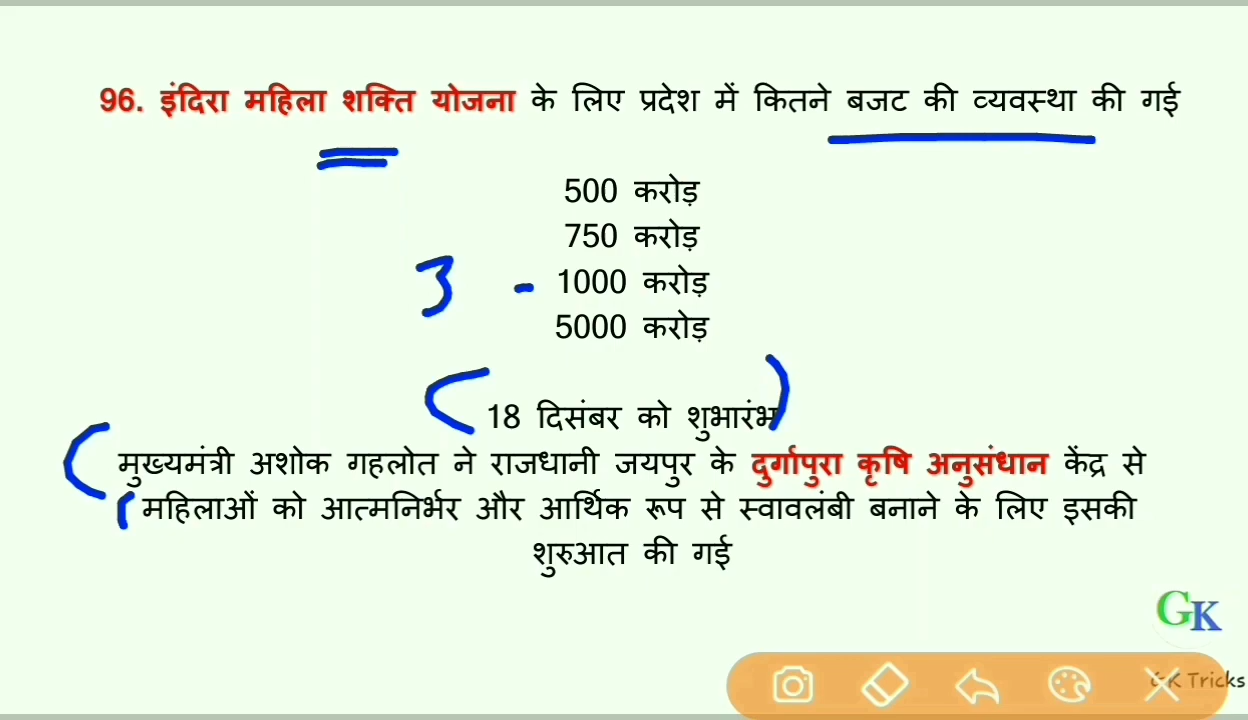 96. इंदिरा महिला शक्ति योजना के लिए प्रदेश में कितने बजट की व्यवस्था की गई
500 करोड़
750 करोड़
3 - 1000 करोड़
5000 करोड़
18 दिसंबर को शुभारंभ
मुख्यमंत्री अशोक गहलोत ने राजधानी जयपुर के दुर्गापुरा कृषि अनुसंधान केंद्र से
महिलाओं को आत्मनिर्भर और आर्थिक रूप से स्वावलंबी बनाने के लिए इसकी
शुरुआत की गई
GK
GK Tricks